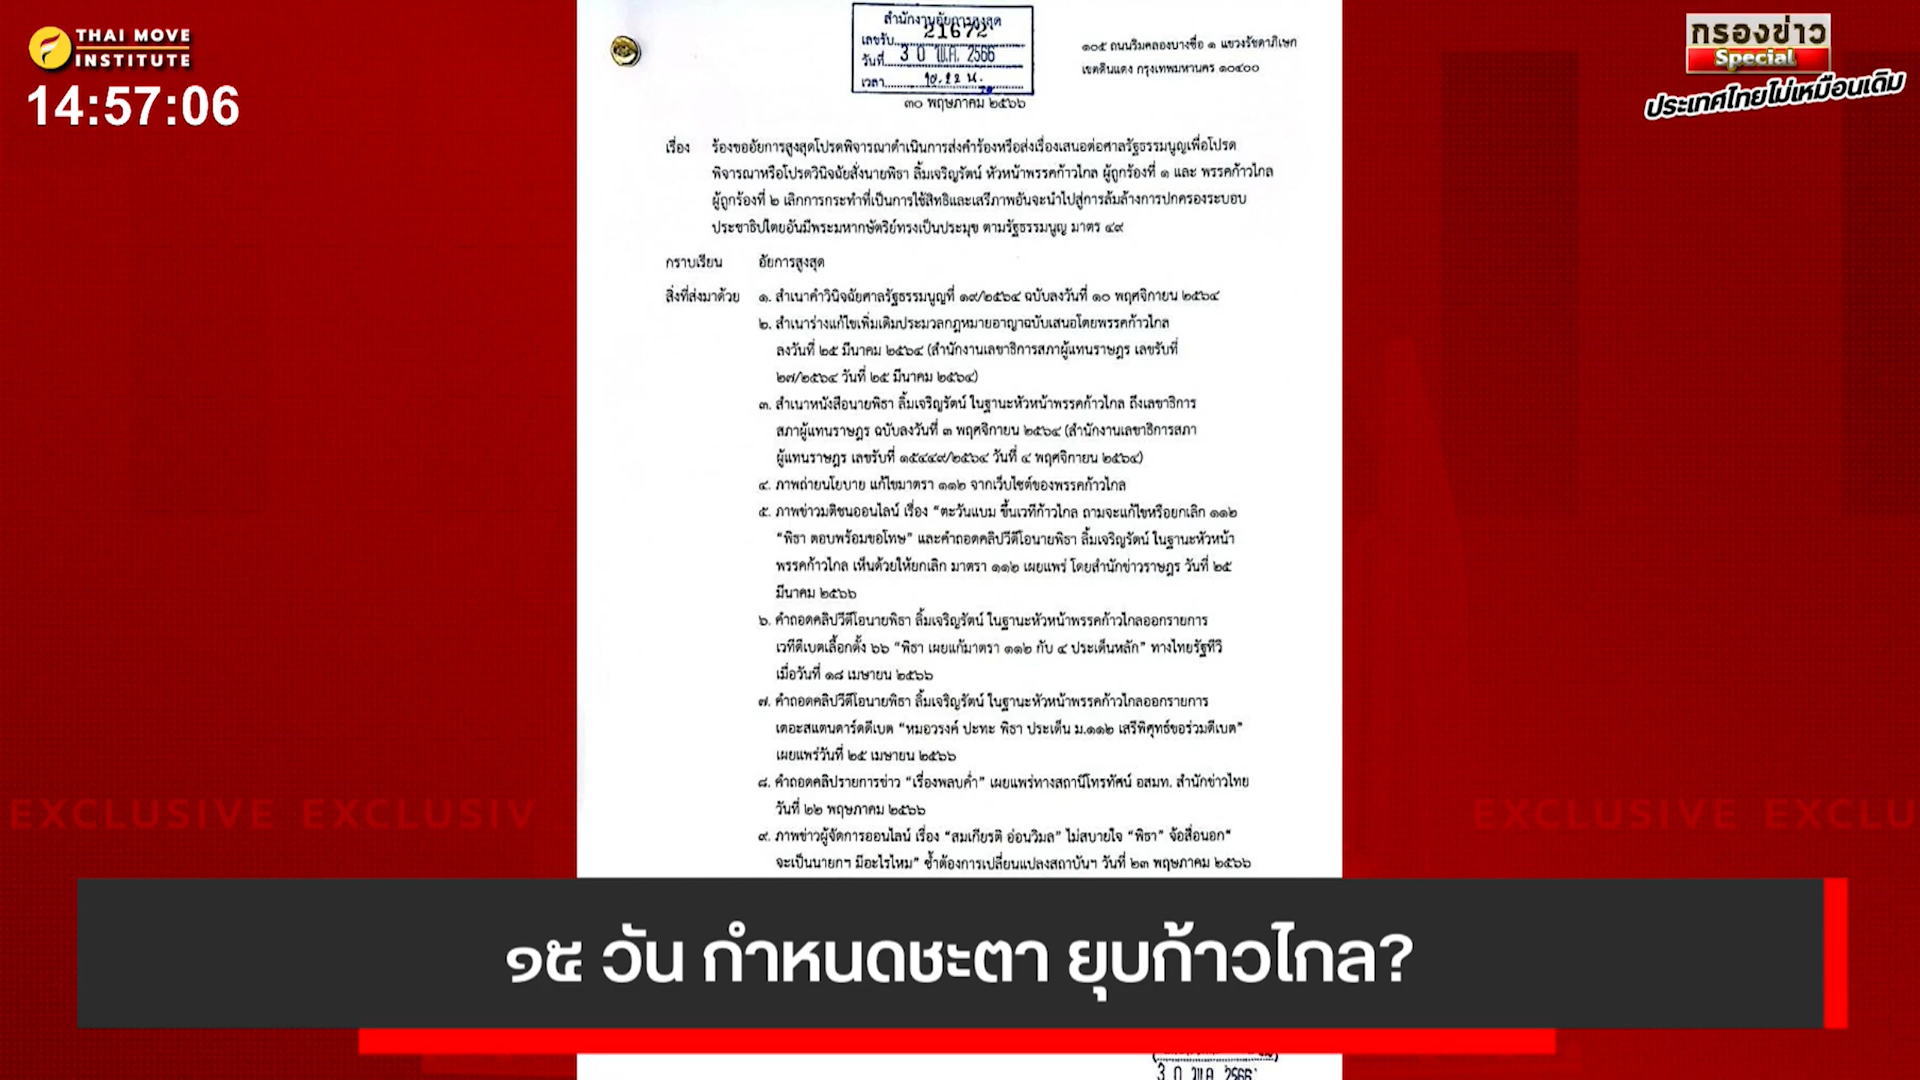 THAI MOVE
INSTITUTE
14:57:06
กรองข่าว
Special
ประเทศไทยไม่เหมือนเดิม
สำนักงานอัยการสูงสุด
เลขรับ 21672
วันที่ 30 พ.ค. 2566
เวลา
๑๐๕ ถนนริมคลองบางซื่อ ๑ แขวงรัชดาภิเษก
เขตดินแดง กรุงเทพมหานคร ๑๐๔๐๐
๓๐ พฤษภาคม ๒๕๖๖
เรื่อง ร้องขออัยการสูงสุดโปรดพิจารณาดำเนินการส่งคำร้องหรือส่งเรื่องเสนอต่อศาลรัฐธรรมนูญเพื่อโปรด
พิจารณาหรือโปรดวินิจฉัยสั่งนายพิธา ลิ้มเจริญรัตน์ หัวหน้าพรรคก้าวไกล ผู้ถูกร้องที่ ๑ และ พรรคก้าวไกล
ผู้ถูกร้องที่ ๒ เลิกการกระทำที่เป็นการใช้สิทธิและเสรีภาพอันจะนำไปสู่การล้มล้างการปกครองระบอบ
ประชาธิปไตยอันมีพระมหากษัตริย์ทรงเป็นประมุข ตามรัฐธรรมนูญ มาตร ๔๙
กราบเรียน อัยการสูงสุด
สิ่งที่ส่งมาด้วย ๑. สำเนาคำวินิจฉัยศาลรัฐธรรมนูญที่ ๑๙/๒๕๖๔ ฉบับลงวันที่ ๑๐ พฤศจิกายน ๒๕๖๔
๒. สำเนาร่างแก้ไขเพิ่มเติมประมวลกฎหมายอาญาฉบับเสนอโดยพรรคก้าวไกล
ลงวันที่ ๒๕ มีนาคม ๒๕๖๔ (สำนักงานเลขาธิการสภาผู้แทนราษฎร เลขรับที่
๒๗/๒๕๖๔ วันที่ ๒๕ มีนาคม ๒๕๖๔)
๓. สำเนาหนังสือนายพิธา ลิ้มเจริญรัตน์ ในฐานะหัวหน้าพรรคก้าวไกล ถึงเลขาธิการ
สภาผู้แทนราษฎร ฉบับลงวันที่ ๓ พฤศจิกายน ๒๕๖๔ (สำนักงานเลขาธิการสภา
ผู้แทนราษฎร เลขรับที่ ๑๕๔๔๙/๒๕๖๔ วันที่ ๔ พฤศจิกายน ๒๕๖๔)
๔. ภาพถ่ายนโยบาย แก้ไขมาตรา ๑๑๒ จากเว็บไซต์ของพรรคก้าวไกล
๕. ภาพข่าวมติชนออนไลน์ เรื่อง “ตะวันแบม ขึ้นเวทีก้าวไกล ถามจะแก้ไขหรือยกเลิก ๑๑๒
“พิธา ตอบพร้อมขอโทษ” และคำถอดคลิปวีดีโอนายพิธา ลิ้มเจริญรัตน์ ในฐานะหัวหน้า
พรรคก้าวไกล เห็นด้วยให้ยกเลิก มาตรา ๑๑๒ เผยแพร่ โดยสำนักข่าวราษฎร วันที่ ๒๕
มีนาคม ๒๕๖๖
๖. คำถอดคลิปวีดีโอนายพิธา ลิ้มเจริญรัตน์ ในฐานะหัวหน้าพรรคก้าวไกลออกรายการ
เวทีดีเบตเลื้อกตั้ง ๖๖ “พิธา เผยแก้มาตรา ๑๑๒ กับ ๔ ประเด็นหลัก” ทางไทยรัฐทีวี
เมื่อวันที่ ๑๘ เมษายน ๒๕๖๖
๗. คำถอดคลิปวีดีโอนายพิธา ลิ้มเจริญรัตน์ ในฐานะหัวหน้าพรรคก้าวไกลออกรายการ
เดอะสแตนดาร์ดดีเบต “หมอวรงค์ ปะทะ พิธา ประเด็น ม.๑๑๒ เสรีพิศุทธ์ขอร่วมดีเบต”
เผยแพร่วันที่ ๒๕ เมษายน ๒๕๖๖
๘. คำถอดคลิปรายการข่าว “เรื่องพลบค่ำ” เผยแพร่ทางสถานีโทรทัศน์ อสมท. สำนักข่าวไทย
วันที่ ๒๒ พฤษภาคม ๒๕๖๖
๙. ภาพข่าวผู้จัดการออนไลน์ เรื่อง “สมเกียรติ อ่อนวิมล” ไม่สบายใจ “พิธา” จ้อสื่อนอก“
จะเป็นนายกฯ มีอะไรไหม” ซ้ำต้องการเปลี่ยนแปลงสถาบันฯ วันที่ ๒๓ พฤษภาคม ๒๕๖๖
EXCLUSIVE EXCLUSIV
EXCLUSIVE EXCLU
๑๕ วัน กำหนดชะตา ยุบก้าวไกล?
30 พ.ค. 2566